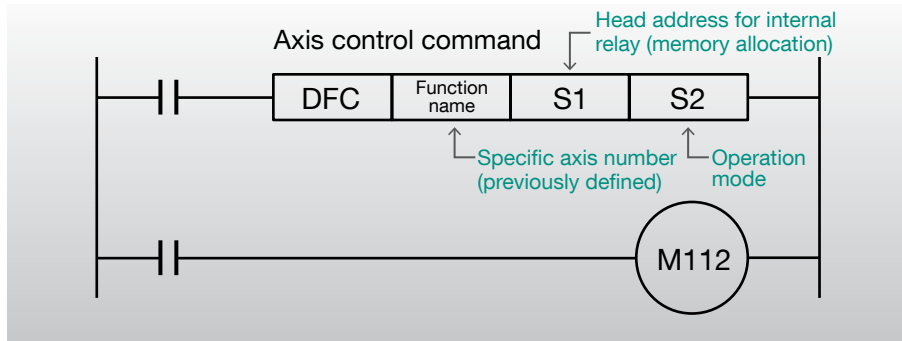 Axis control command
Head address for internal
relay (memory allocation)
DFC
Function
name
S1
S2
Specific axis number
(previously defined)
Operation
mode
M112